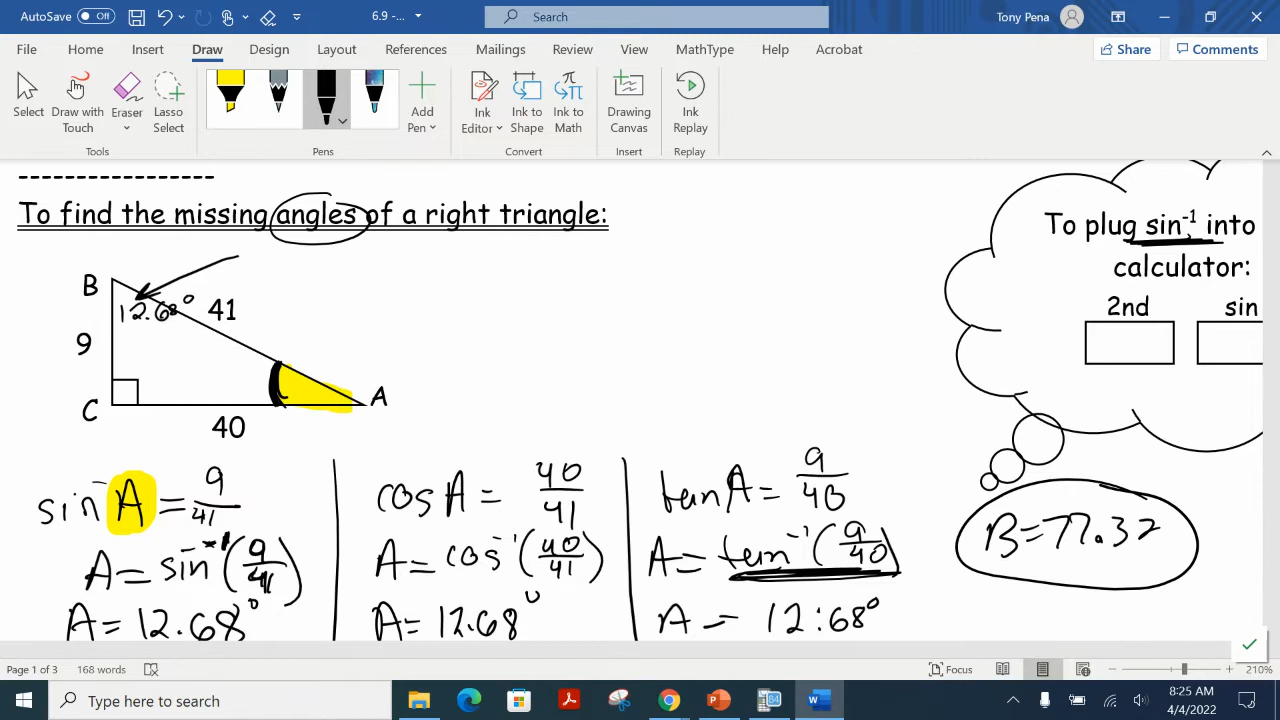 AutoSave Off
6.9 -...
Search
Tony Pena
File Home Insert Draw Design Layout References Mailings Review View MathType Help Acrobat
Share Comments
Select
Draw with Touch
Eraser
Lasso Select
Add Pen
Ink Editor
Ink to Shape
Ink to Math
Drawing Canvas
Ink Replay
Tools
Pens
Convert
Insert
Replay
----------------
To find the missing angles of a right triangle:
B
12.68°
41
9
C
A
40
To plug sin⁻¹ into
calculator:
2nd sin
sin A = 9/41
A = sin⁻¹(9/41)
A = 12.68°
cos A = 40/41
A = cos⁻¹(40/41)
A = 12.68°
tan A = 9/40
A = tan⁻¹(9/40)
A = 12.68°
B=77.32
Page 1 of 3 168 words
Focus
210%
Type here to search
84
8:25 AM
4/4/2022